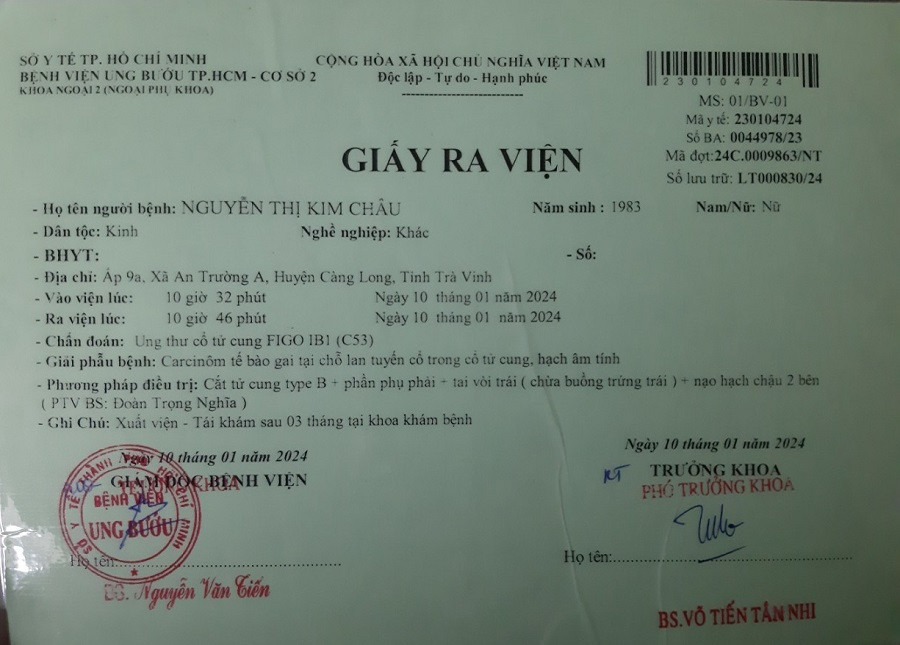 SỞ Y TẾ TP. HỒ CHÍ MINH
BỆNH VIỆN UNG BƯỚU TP.HCM - CƠ SỞ 2
KHOA NGOẠI 2 (NGOẠI PHỤ KHOA)
CỘNG HÒA XÃ HỘI CHỦ NGHĨA VIỆT NAM
Độc lập - Tự do - Hạnh phúc
230104724
MS: 01/BV-01
Mã y tế: 230104724
Số BA: 0044978/23
Mã đợt:24C.0009863/NT
Số lưu trữ: LT000830/24
GIẤY RA VIỆN
- Họ tên người bệnh: NGUYỄN THỊ KIM CHÂU Năm sinh : 1983 Nam/Nữ: Nữ
- Dân tộc: Kinh Nghề nghiệp: Khác
- BHYT: - Số:
- Địa chỉ: Ấp 9a, Xã An Trường A, Huyện Càng Long, Tỉnh Trà Vinh
- Vào viện lúc: 10 giờ 32 phút Ngày 10 tháng 01 năm 2024
- Ra viện lúc: 10 giờ 46 phút Ngày 10 tháng 01 năm 2024
- Chẩn đoán: Ung thư cổ tử cung FIGO IB1 (C53)
- Giải phẫu bệnh: Carcinôm tế bào gai tại chỗ lan tuyến cổ trong cổ tử cung, hạch âm tính
- Phương pháp điều trị: Cắt tử cung type B + phần phụ phải + tai vòi trái ( chừa buồng trứng trái ) + nạo hạch chậu 2 bên
( PTV BS: Đoàn Trọng Nghĩa )
- Ghi Chú: Xuất viện - Tái khám sau 03 tháng tại khoa khám bệnh
Ngày 10 tháng 01 năm 2024
GIÁM ĐỐC BỆNH VIỆN
BỆNH VIỆN
UNG BƯỚU
Họ tên:
BS. Nguyễn Văn Tiến
Ngày 10 tháng 01 năm 2024
KT TRƯỞNG KHOA
PHÓ TRƯỞNG KHOA
Họ tên:
BS.VÕ TIẾN TÂN NHI